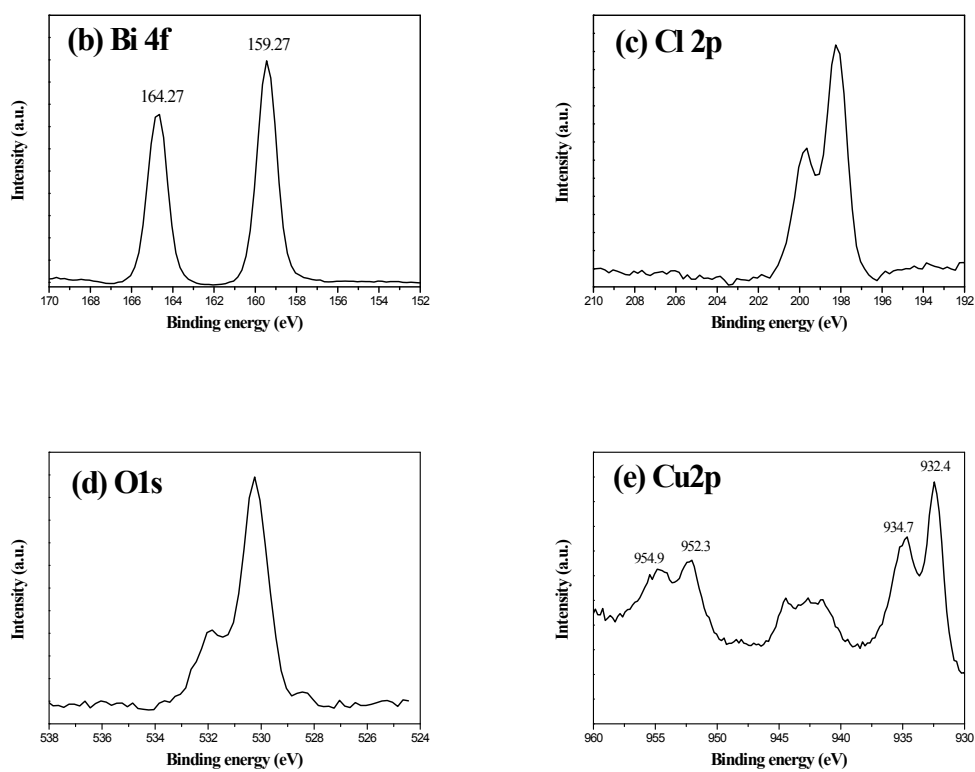 (b) Bi 4f
164.27
159.27
Intensity (a.u.)
170 168 166 164 162 160 158 156 154 152
Binding energy (eV)
(c) Cl 2p
Intensity (a.u.)
210 208 206 204 202 200 198 196 194 192
Binding energy (eV)
(d) O1s
Intensity (a.u.)
538 536 534 532 530 528 526 524
Binding energy (eV)
(e) Cu2p
932.4
934.7
952.3
954.9
Intensity (a.u.)
960 955 950 945 940 935 930
Binding energy (eV)